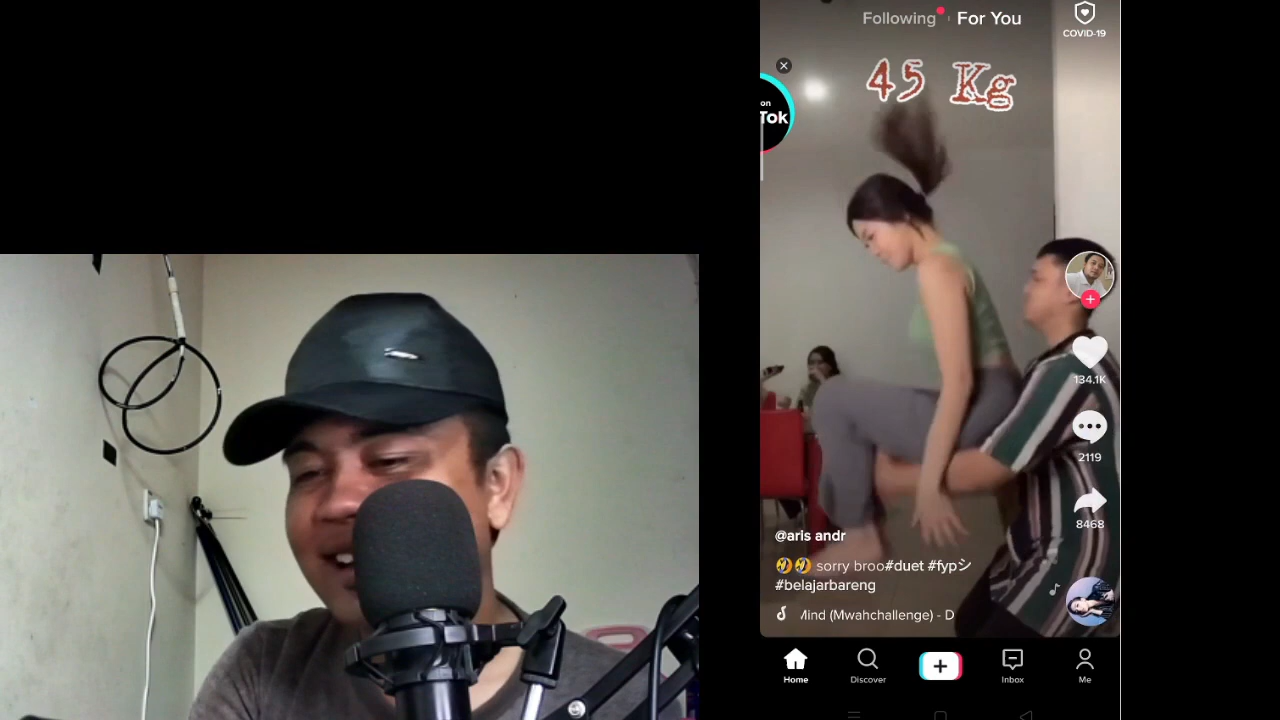 Following
For You
COVID-19
45 Kg
on
Tok
134.1K
2119
8468
@aris andr
🤣🤣 sorry broo#duet #fypシ
#belajarbareng
Mind (Mwahchallenge) - D
Home
Discover
Inbox
Me